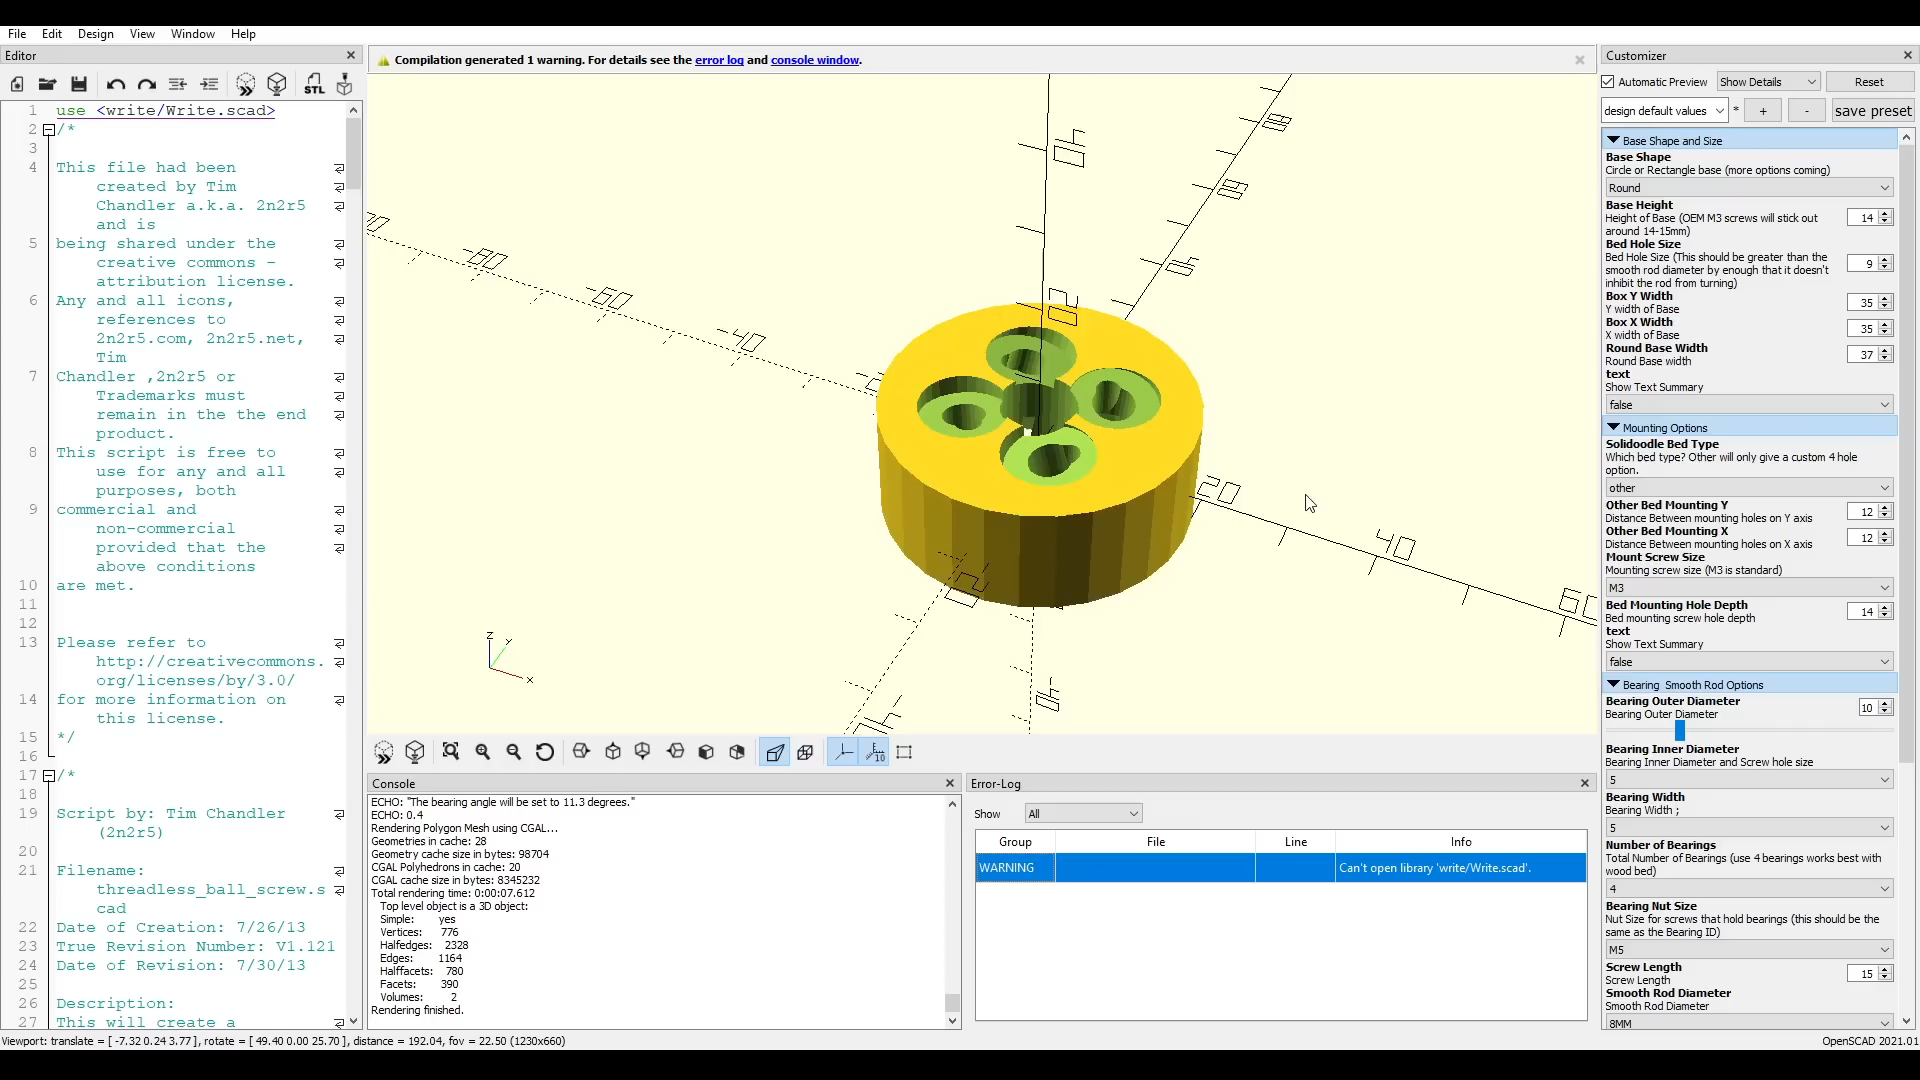 File Edit Design View Window Help
Editor
1 use <write/Write.scad>
2 /*
3
4 This file had been
created by Tim
Chandler a.k.a. 2n2r5
and is
5 being shared under the
creative commons -
attribution license.
6 Any and all icons,
references to
2n2r5.com, 2n2r5.net,
Tim
7 Chandler ,2n2r5 or
Trademarks must
remain in the the end
product.
8 This script is free to
use for any and all
purposes, both
9 commercial and
non-commercial
provided that the
above conditions
10 are met.
11
12
13 Please refer to
http://creativecommons.
org/licenses/by/3.0/
14 for more information on
this license.
15 */
16
17 /*
18
19 Script by: Tim Chandler
(2n2r5)
20
21 Filename:
threadless_ball_screw.s
cad
22 Date of Creation: 7/26/13
23 True Revision Number: V1.121
24 Date of Revision: 7/30/13
25
26 Description:
27 This will create a
STL
Compilation generated 1 warning. For details see the error log and console window.
20
40
z
y
x
10
Console
ECHO: "The bearing angle will be set to 11.3 degrees."
ECHO: 0.4
Rendering Polygon Mesh using CGAL...
Geometries in cache: 28
Geometry cache size in bytes: 98704
CGAL Polyhedrons in cache: 20
CGAL cache size in bytes: 8345232
Total rendering time: 0:00:07.612
Top level object is a 3D object:
Simple: yes
Vertices: 776
Halfedges: 2328
Edges: 1164
Halffacets: 780
Facets: 390
Volumes: 2
Rendering finished.
Error-Log
Show All
Group File Line Info
WARNING Can't open library 'write/Write.scad'.
Customizer
Automatic Preview Show Details Reset
design default values * + - save preset
Base Shape and Size
Base Shape
Circle or Rectangle base (more options coming)
Round
Base Height
Height of Base (OEM M3 screws will stick out
around 14-15mm)
14
Bed Hole Size
Bed Hole Size (This should be greater than the
smooth rod diameter by enough that it doesn't
inhibit the rod from turning)
9
Box Y Width
Y width of Base
35
Box X Width
X width of Base
35
Round Base Width
Round Base width
37
text
Show Text Summary
false
Mounting Options
Solidoodle Bed Type
Which bed type? Other will only give a custom 4 hole
option.
other
Other Bed Mounting Y
Distance Between mounting holes on Y axis
12
Other Bed Mounting X
Distance Between mounting holes on X axis
12
Mount Screw Size
Mounting screw size (M3 is standard)
M3
Bed Mounting Hole Depth
Bed mounting screw hole depth
14
text
Show Text Summary
false
Bearing Smooth Rod Options
Bearing Outer Diameter
Bearing Outer Diameter
10
Bearing Inner Diameter
Bearing Inner Diameter and Screw hole size
5
Bearing Width
Bearing Width ;
5
Number of Bearings
Total Number of Bearings (use 4 bearings works best with
wood bed)
4
Bearing Nut Size
Nut Size for screws that hold bearings (this should be the
same as the Bearing ID)
M5
Screw Length
Screw Length
15
Smooth Rod Diameter
Smooth Rod Diameter
8MM
Viewport: translate = [ -7.32 0.24 3.77 ], rotate = [ 49.40 0.00 25.70 ], distance = 192.04, fov = 22.50 (1230x660)
OpenSCAD 2021.01